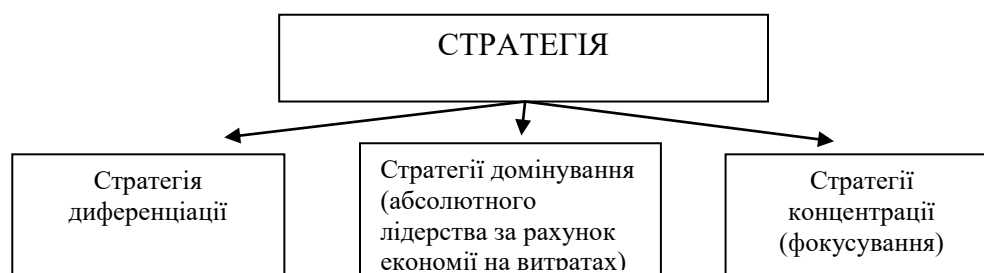 СТРАТЕГІЯ
Стратегія
диференціації
Стратегії домінування
(абсолютного
лідерства за рахунок
економії на витратах)
Стратегії
концентрації
(фокусування)